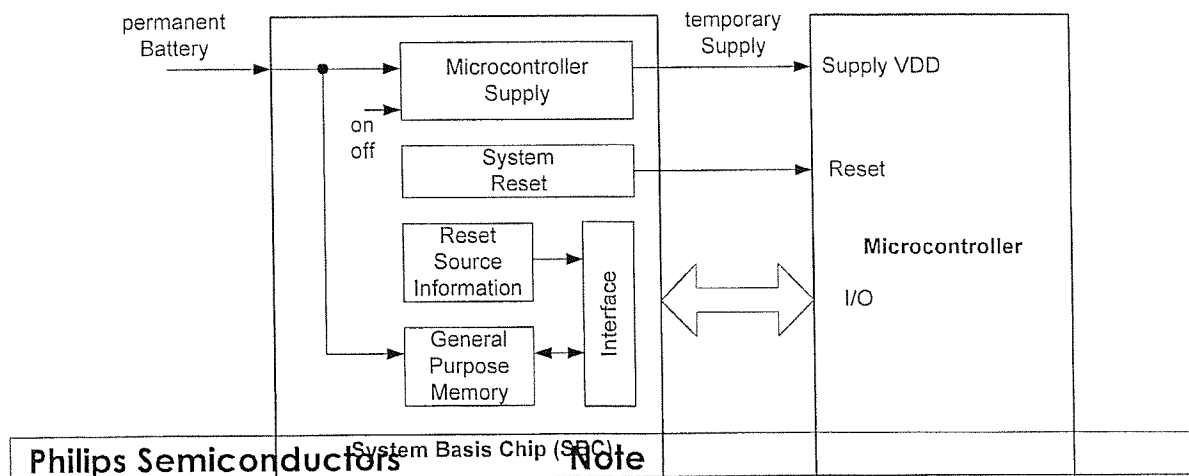 permanent
Battery
temporary
Supply
Microcontroller
Supply
Supply VDD
on
off
System
Reset
Reset
Reset
Source
Information
Interface
Microcontroller
I/O
General
Purpose
Memory
System Basis Chip (SBC)
Philips Semiconductors Note